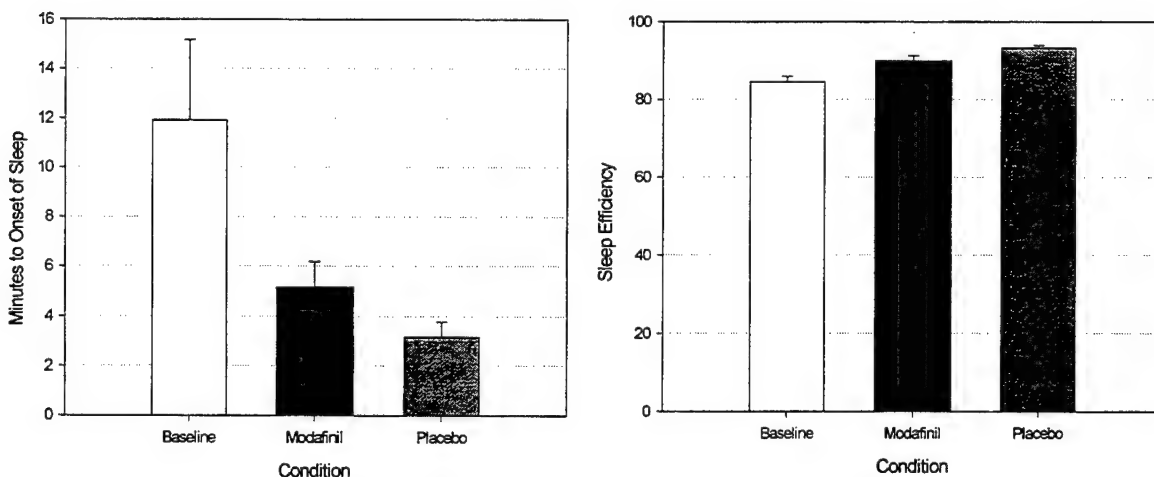 Minutes to Onset of Sleep
16
14
12
10
8
6
4
2
0
Baseline Modafinil Placebo
Condition
Sleep Efficiency
100
80
60
40
20
0
Baseline Modafinil Placebo
Condition